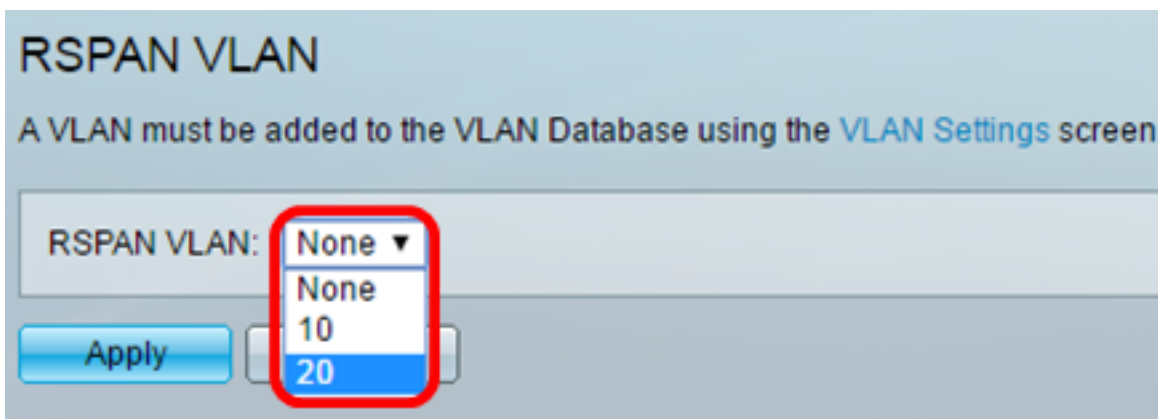 RSPAN VLAN
A VLAN must be added to the VLAN Database using the VLAN Settings screen
RSPAN VLAN: None ▼
None
10
20
Apply